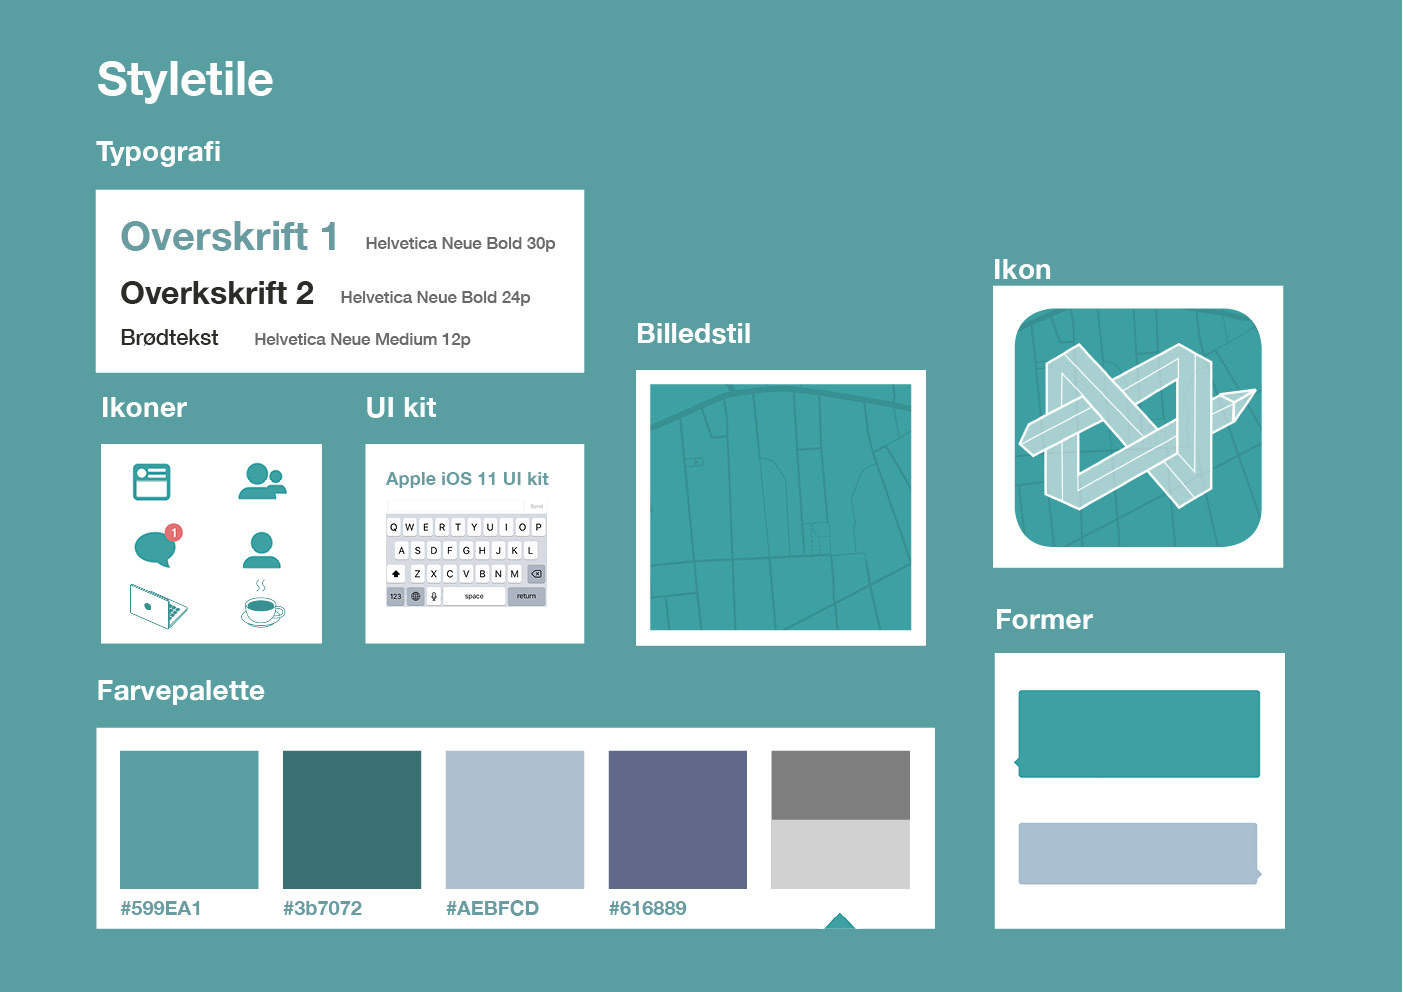 Styletile
Typografi
Overskrift 1 Helvetica Neue Bold 30p
Overkskrift 2 Helvetica Neue Bold 24p
Brødtekst Helvetica Neue Medium 12p
Ikoner
1
UI kit
Apple iOS 11 UI kit
Send
Q W E R T Y U I O P
A S D F G H J K L
Z X C V B N M
123 space return
Billedstil
Ikon
Former
Farvepalette
#599EA1 #3b7072 #AEBFCD #616889